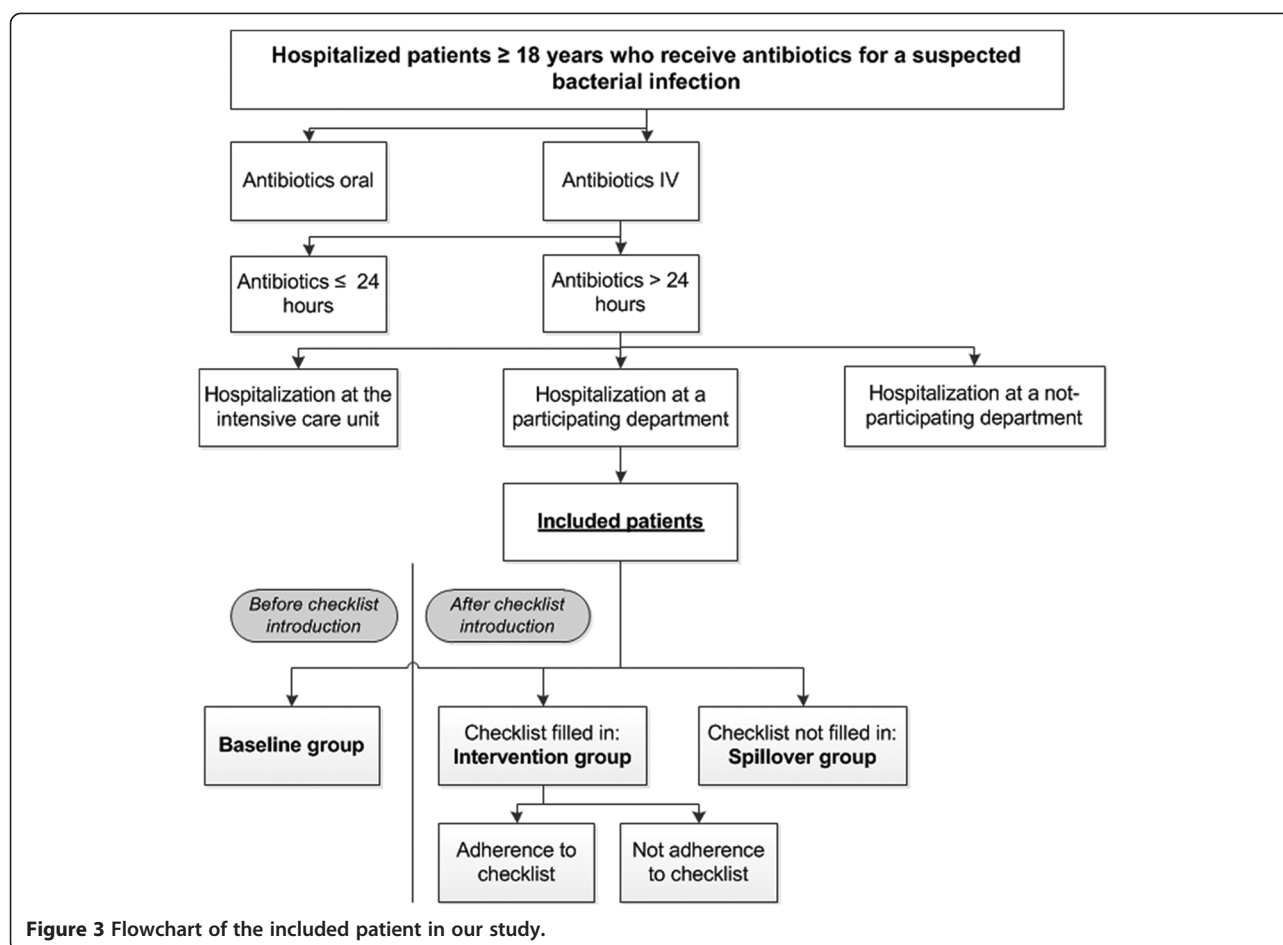 Hospitalized patients ≥ 18 years who receive antibiotics for a suspected
bacterial infection
Antibiotics oral
Antibiotics IV
Antibiotics ≤ 24
hours
Antibiotics > 24
hours
Hospitalization at the
intensive care unit
Hospitalization at a
participating department
Hospitalization at a not-
participating department
Included patients
Before checklist
introduction
After checklist
introduction
Baseline group
Checklist filled in:
Intervention group
Checklist not filled in:
Spillover group
Adherence to
checklist
Not adherence
to checklist
Figure 3 Flowchart of the included patient in our study.